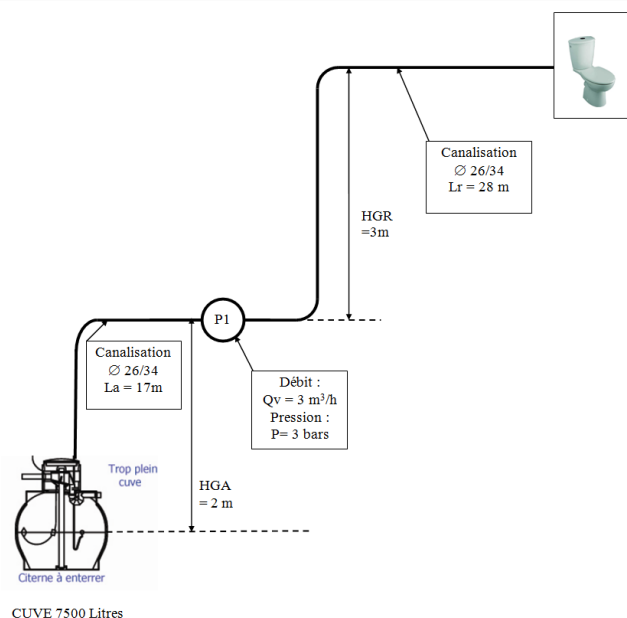 Canalisation
∅ 26/34
Lr = 28 m
HGR
=3m
P1
Canalisation
∅ 26/34
La = 17m
Débit :
Qv = 3 m³/h
Pression :
P= 3 bars
Trop plein
cuve
HGA
= 2 m
Citerne à enterrer
CUVE 7500 Litres